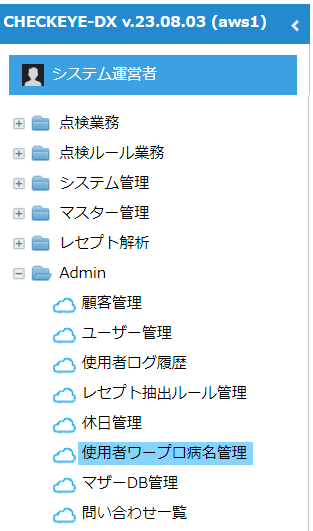 CHECKEYE-DX v.23.08.03 (aws1)
システム運営者
点検業務
点検ルール業務
システム管理
マスター管理
レセプト解析
Admin
顧客管理
ユーザー管理
使用者ログ履歴
レセプト抽出ルール管理
休日管理
使用者ワープロ病名管理
マザーDB管理
問い合わせ一覧